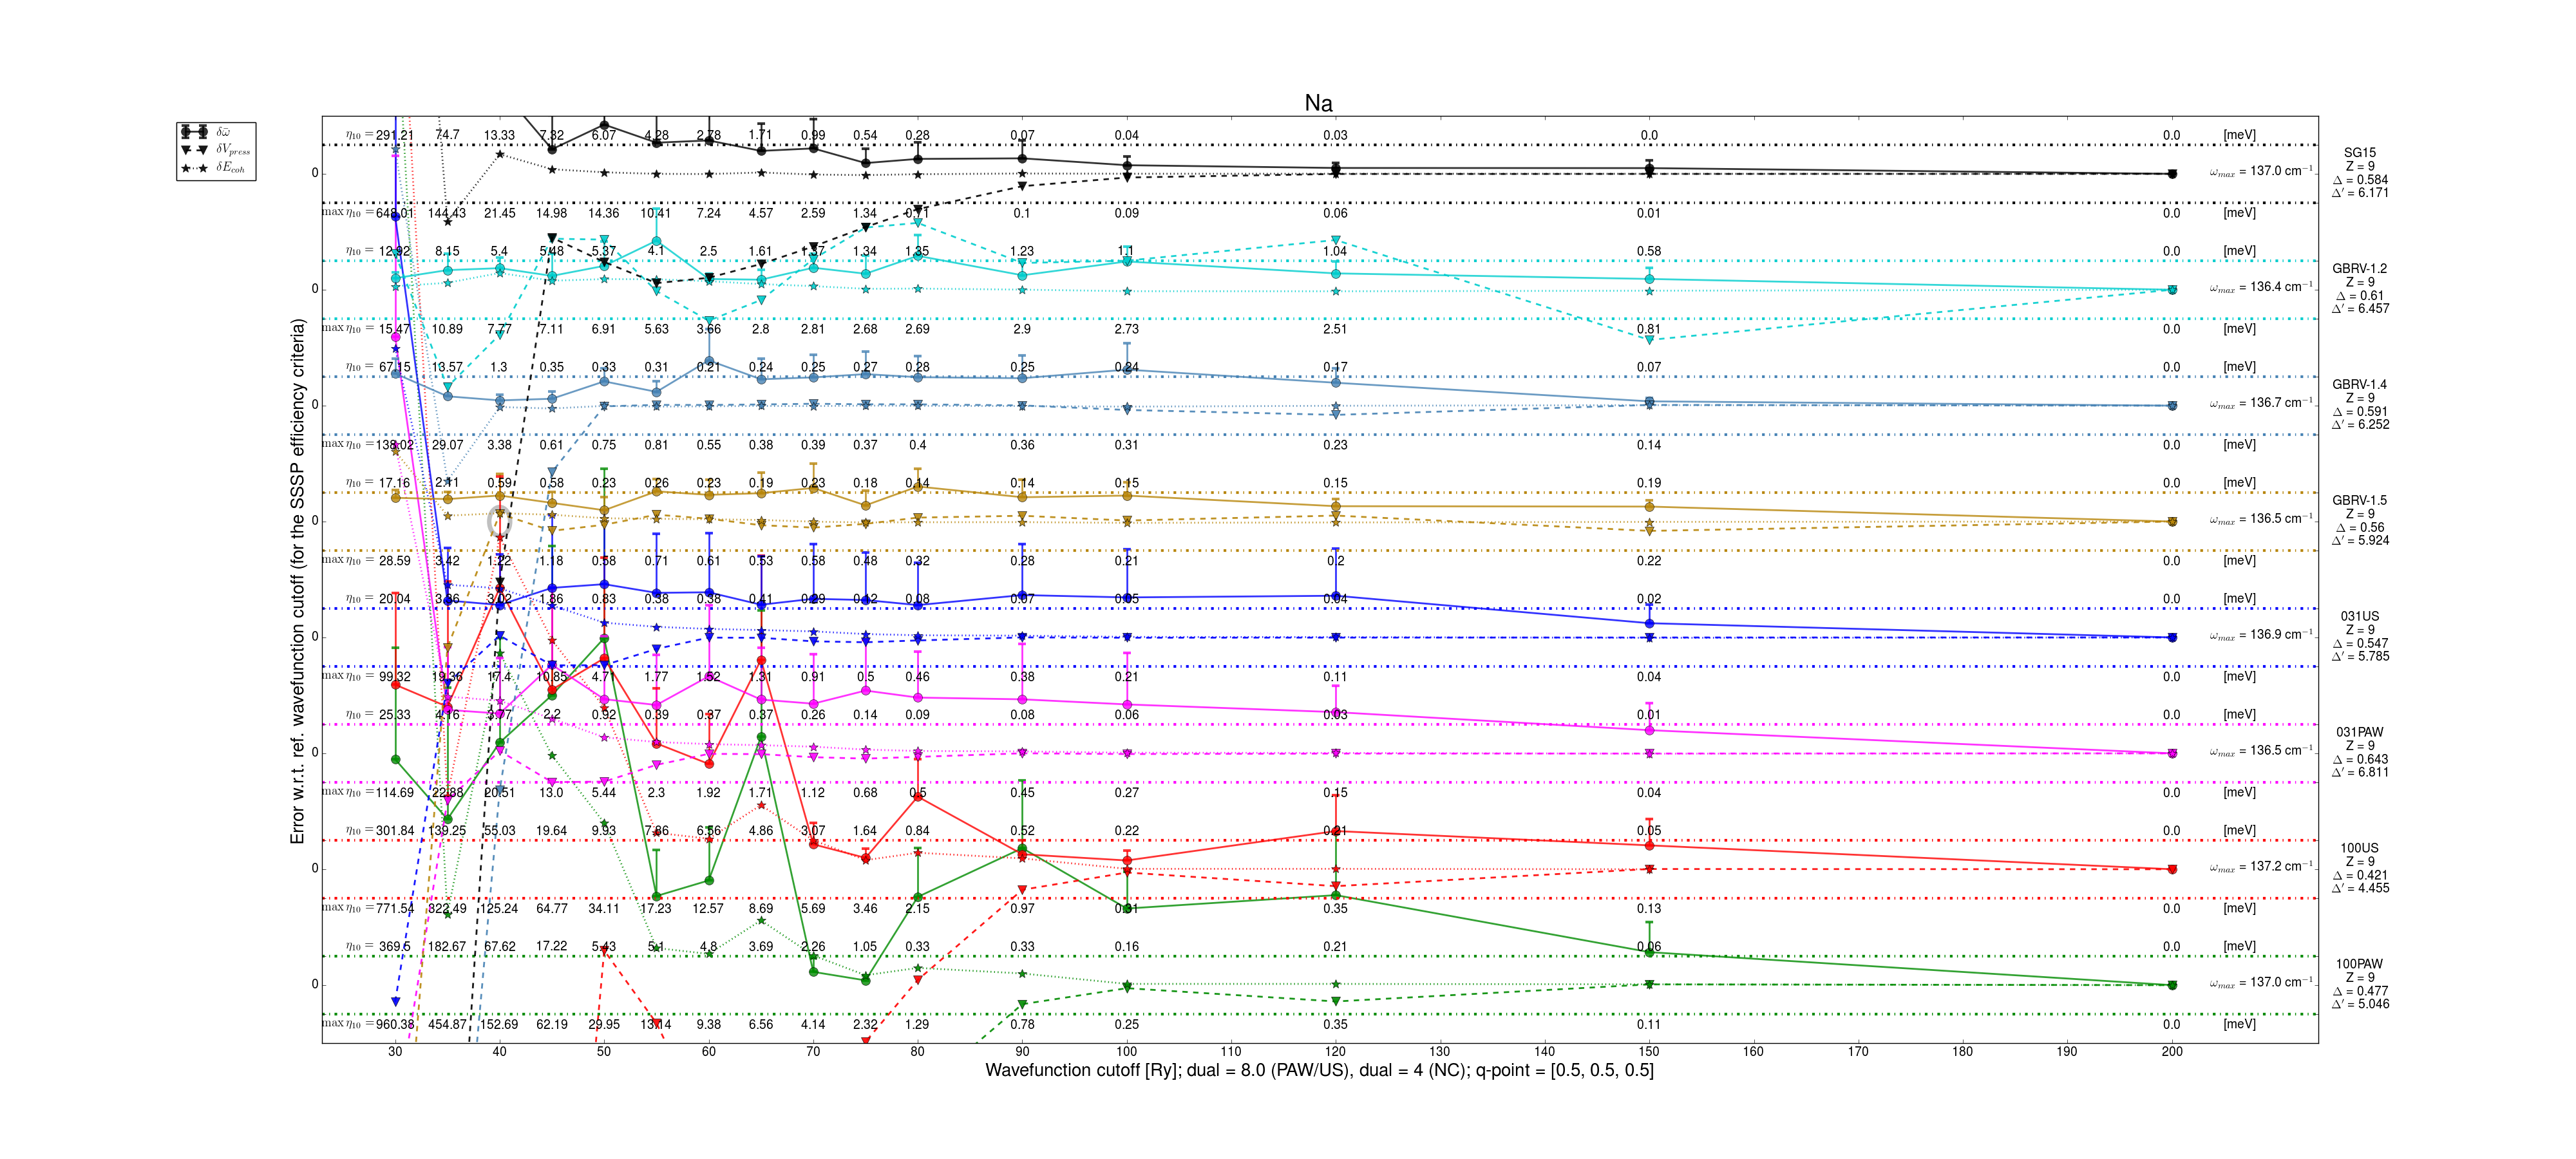 Na
δω̄
δV_press
δE_coh
Error w.r.t. ref. wavefunction cutoff (for the SSSP efficiency criteria)
η₁₀ = 291.21 74.7 13.33 7.32 6.07 4.28 2.78 1.71 0.99 0.54 0.28 0.07 0.04 0.03 0.0 0.0 [meV]
0 ω_max = 137.0 cm⁻¹
max η₁₀ = 648.01 144.43 21.45 14.98 14.36 10.41 7.24 4.57 2.59 1.34 0.71 0.1 0.09 0.06 0.01 0.0 [meV]
SG15
Z = 9
Δ = 0.584
Δ′ = 6.171
η₁₀ = 12.92 8.15 5.4 5.48 5.37 4.1 2.5 1.61 1.37 1.34 1.35 1.23 1.1 1.04 0.58 0.0 [meV]
0 ω_max = 136.4 cm⁻¹
max η₁₀ = 15.47 10.89 7.77 7.11 6.91 5.63 3.66 2.8 2.81 2.68 2.69 2.9 2.73 2.51 0.81 0.0 [meV]
GBRV-1.2
Z = 9
Δ = 0.61
Δ′ = 6.457
η₁₀ = 67.15 13.57 1.3 0.35 0.33 0.31 0.21 0.24 0.25 0.27 0.28 0.25 0.24 0.17 0.07 0.0 [meV]
0 ω_max = 136.7 cm⁻¹
max η₁₀ = 138.02 29.07 3.38 0.61 0.75 0.81 0.55 0.38 0.39 0.37 0.4 0.36 0.31 0.23 0.14 0.0 [meV]
GBRV-1.4
Z = 9
Δ = 0.591
Δ′ = 6.252
η₁₀ = 17.16 2.11 0.59 0.58 0.23 0.26 0.23 0.19 0.23 0.18 0.14 0.14 0.15 0.15 0.19 0.0 [meV]
0 ω_max = 136.5 cm⁻¹
max η₁₀ = 28.59 3.42 1.22 1.18 0.58 0.71 0.61 0.53 0.58 0.48 0.32 0.28 0.21 0.2 0.22 0.0 [meV]
GBRV-1.5
Z = 9
Δ = 0.56
Δ′ = 5.924
η₁₀ = 20.04 3.02 1.86 0.83 0.38 0.38 0.41 0.08 0.07 0.05 0.04 0.02 0.0 [meV]
0 ω_max = 136.9 cm⁻¹
max η₁₀ = 99.32 17.4 10.85 4.71 1.77 1.52 1.31 0.91 0.5 0.46 0.38 0.21 0.11 0.04 0.0 [meV]
031US
Z = 9
Δ = 0.547
Δ′ = 5.785
η₁₀ = 25.33 4.16 2.2 0.92 0.39 0.37 0.26 0.14 0.09 0.08 0.06 0.03 0.01 0.0 [meV]
0 ω_max = 136.5 cm⁻¹
max η₁₀ = 114.69 20.51 13.0 5.44 2.3 1.92 1.71 1.12 0.68 0.5 0.45 0.27 0.15 0.04 0.0 [meV]
031PAW
Z = 9
Δ = 0.643
Δ′ = 6.811
η₁₀ = 301.84 139.25 55.03 19.64 9.93 7.86 6.56 4.86 3.07 1.64 0.84 0.52 0.22 0.21 0.05 0.0 [meV]
0 ω_max = 137.2 cm⁻¹
max η₁₀ = 771.54 322.49 125.24 64.77 34.11 17.23 12.57 8.69 5.69 3.46 2.15 0.97 0.31 0.35 0.13 0.0 [meV]
100US
Z = 9
Δ = 0.421
Δ′ = 4.455
η₁₀ = 369.5 182.67 67.62 17.22 5.43 5.1 4.8 3.69 2.26 1.05 0.33 0.33 0.16 0.21 0.06 0.0 [meV]
0 ω_max = 137.0 cm⁻¹
max η₁₀ = 960.38 454.87 152.69 62.19 29.95 13.14 9.38 6.56 4.14 2.32 1.29 0.78 0.25 0.35 0.11 0.0 [meV]
100PAW
Z = 9
Δ = 0.477
Δ′ = 5.046
30 40 50 60 70 80 90 100 110 120 130 140 150 160 170 180 190 200
Wavefunction cutoff [Ry]; dual = 8.0 (PAW/US), dual = 4 (NC); q-point = [0.5, 0.5, 0.5]